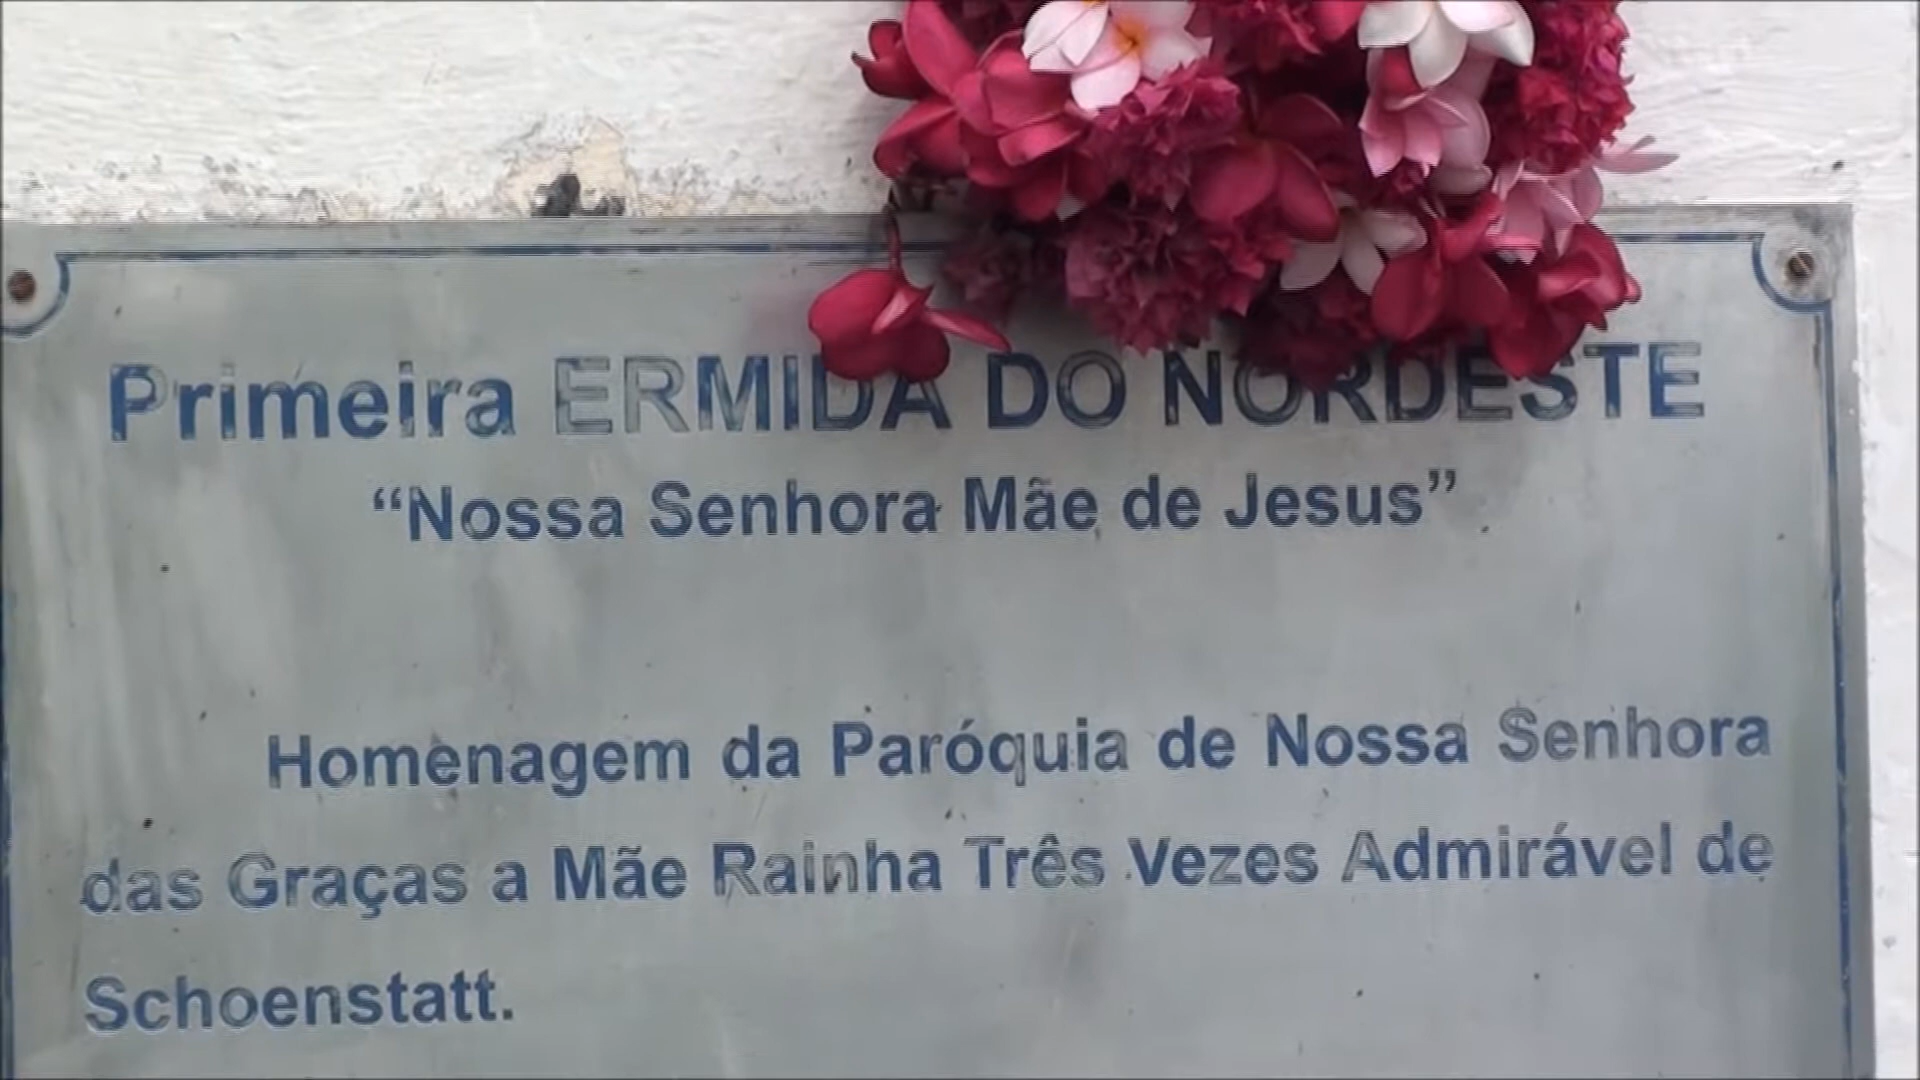 Primeira ERMIDA DO NORDESTE
“Nossa Senhora Mãe de Jesus”
Homenagem da Paróquia de Nossa Senhora
das Graças a Mãe Rainha Três Vezes Admirável de
Schoenstatt.